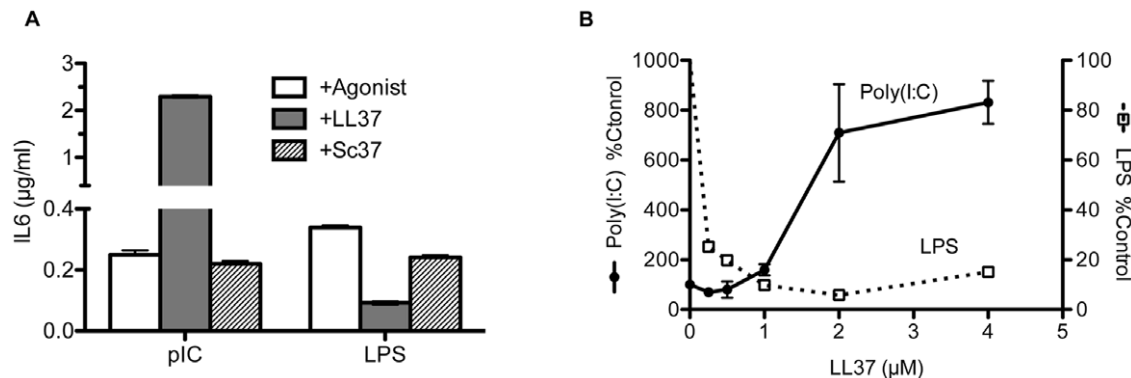 A
IL6 (µg/ml)
3
2
1
0.4
0.2
0.0
+Agonist
+LL37
+Sc37
pIC
LPS
B
Poly(I:C) %Ctonrol
1000
800
600
400
200
0
Poly(I:C)
LPS
100
80
60
40
20
0
LPS %Control
0
1
2
3
4
5
LL37 (µM)